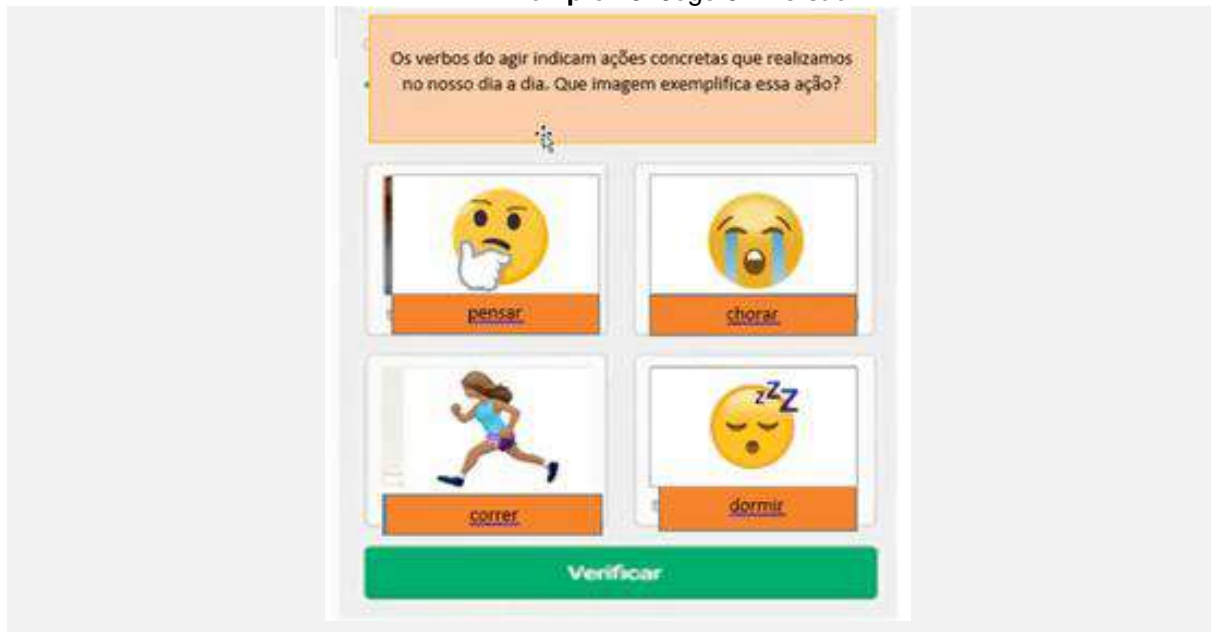 Os verbos do agir indicam ações concretas que realizamos
no nosso dia a dia. Que imagem exemplifica essa ação?
pensar
chorar
zZZ
correr
dormir
Verificar